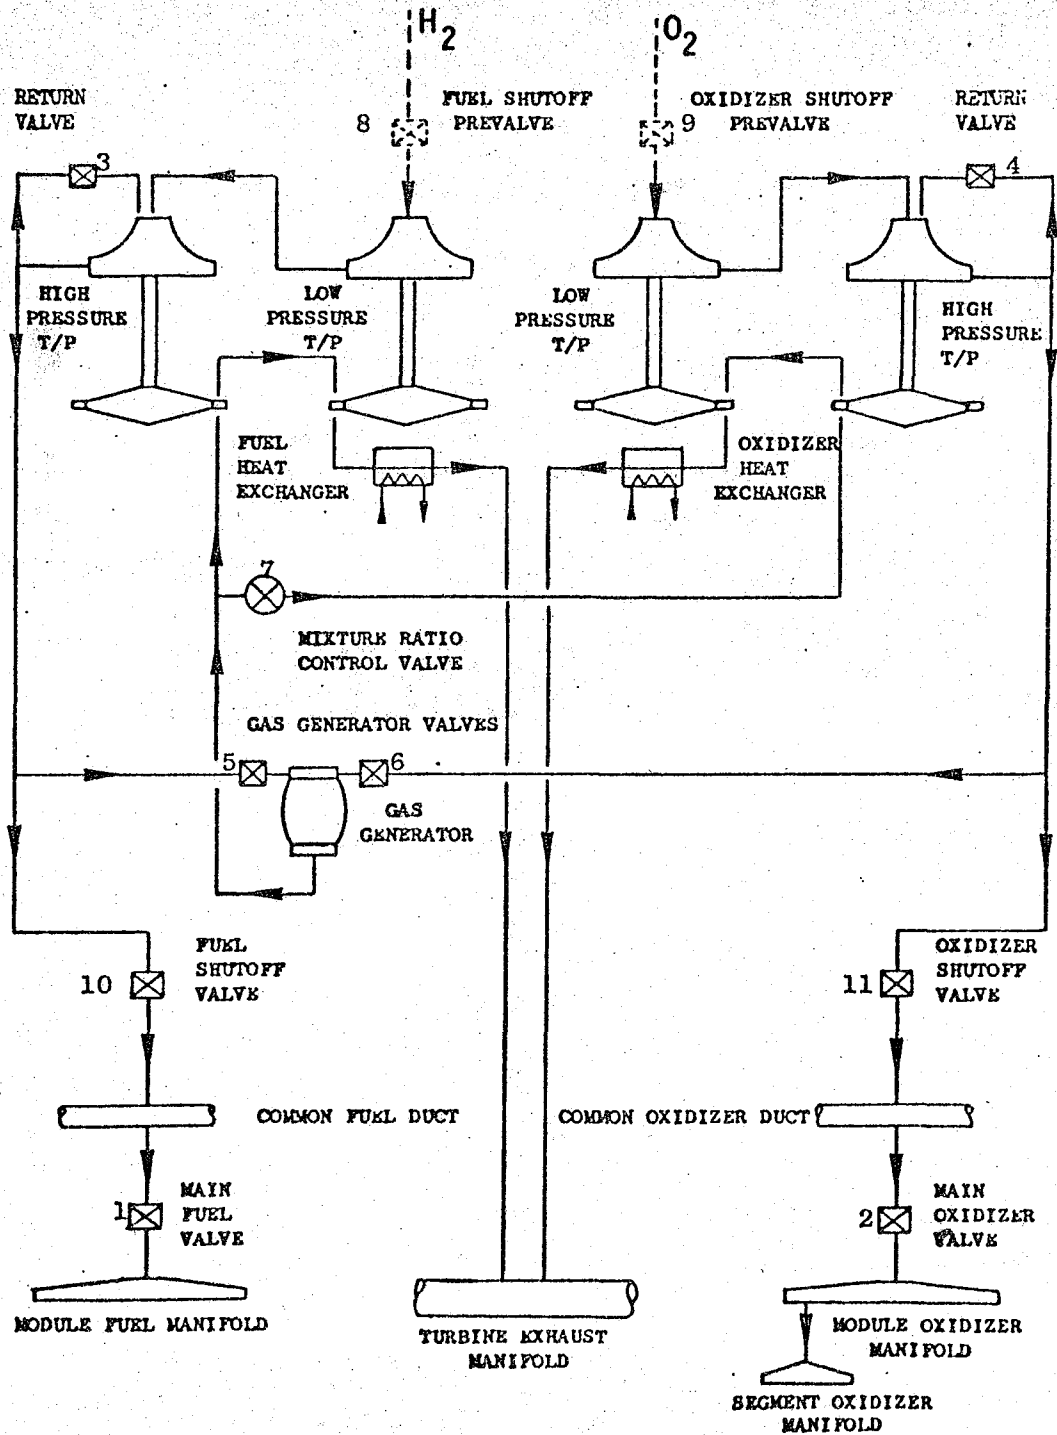 H2
O2
RETURN
VALVE
8
FUEL SHUTOFF
PREVALVE
9
OXIDIZER SHUTOFF
PREVALVE
RETURN
VALVE
3
4
HIGH
PRESSURE
T/P
LOW
PRESSURE
T/P
LOW
PRESSURE
T/P
HIGH
PRESSURE
T/P
FUEL
HEAT
EXCHANGER
OXIDIZER
HEAT
EXCHANGER
7
MIXTURE RATIO
CONTROL VALVE
GAS GENERATOR VALVES
5
6
GAS
GENERATOR
10
FUEL
SHUTOFF
VALVE
11
OXIDIZER
SHUTOFF
VALVE
COMMON FUEL DUCT
COMMON OXIDIZER DUCT
1
MAIN
FUEL
VALVE
2
MAIN
OXIDIZER
VALVE
MODULE FUEL MANIFOLD
TURBINE EXHAUST
MANIFOLD
MODULE OXIDIZER
MANIFOLD
SEGMENT OXIDIZER
MANIFOLD